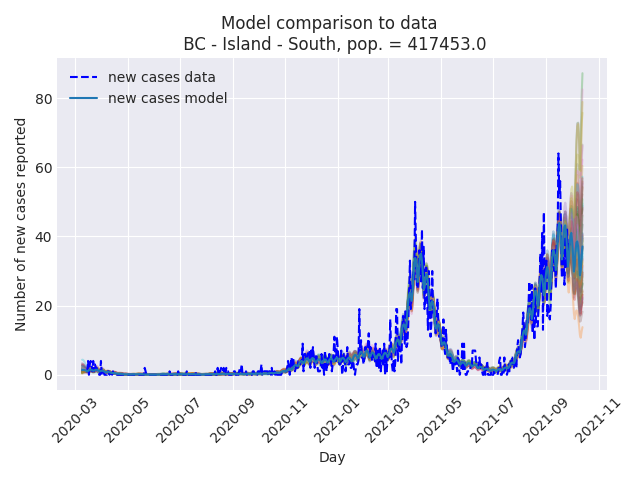 Model comparison to data
BC - Island - South, pop. = 417453.0
new cases data
new cases model
Number of new cases reported
80
60
40
20
0
2020-03
2020-05
2020-07
2020-09
2020-11
2021-01
2021-03
2021-05
2021-07
2021-09
2021-11
Day